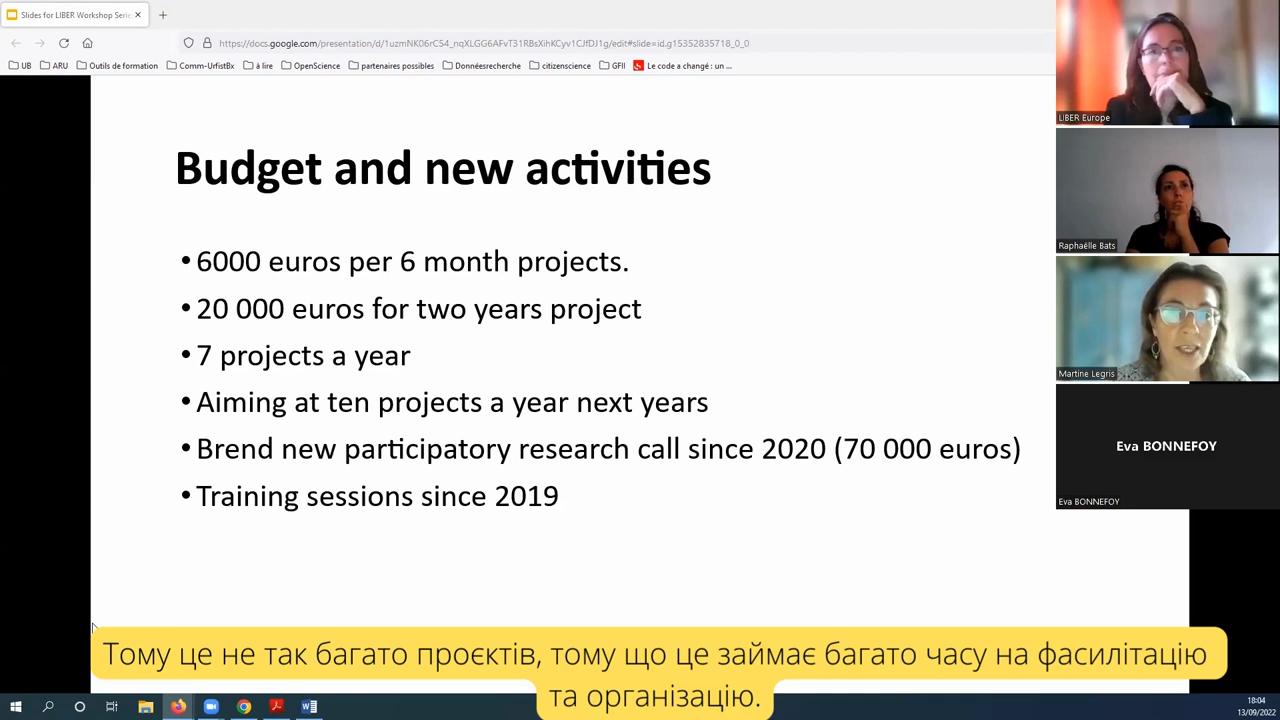 Slides for LIBER Workshop Serie
https://docs.google.com/presentation/d/1uzmNK06rC54_nqXLGG6AFvT31RBsXihKCyv1CJfDJ1g/edit#slide=id.g15352835718_0_0
UB ARU Outils de formation Comm-UrfistBx à lire OpenScience partenaires possibles Donnéesrecherche citizenscience GFII Le code a changé : un ...
LIBER Europe
Raphaëlle Bats
Martine Legris
Eva BONNEFOY
Eva BONNEFOY
Budget and new activities
•6000 euros per 6 month projects.
•20 000 euros for two years project
•7 projects a year
•Aiming at ten projects a year next years
•Brend new participatory research call since 2020 (70 000 euros)
•Training sessions since 2019
Тому це не так багато проєктів, тому що це займає багато часу на фасилітацію
та організацію.
18:04
13/09/2022